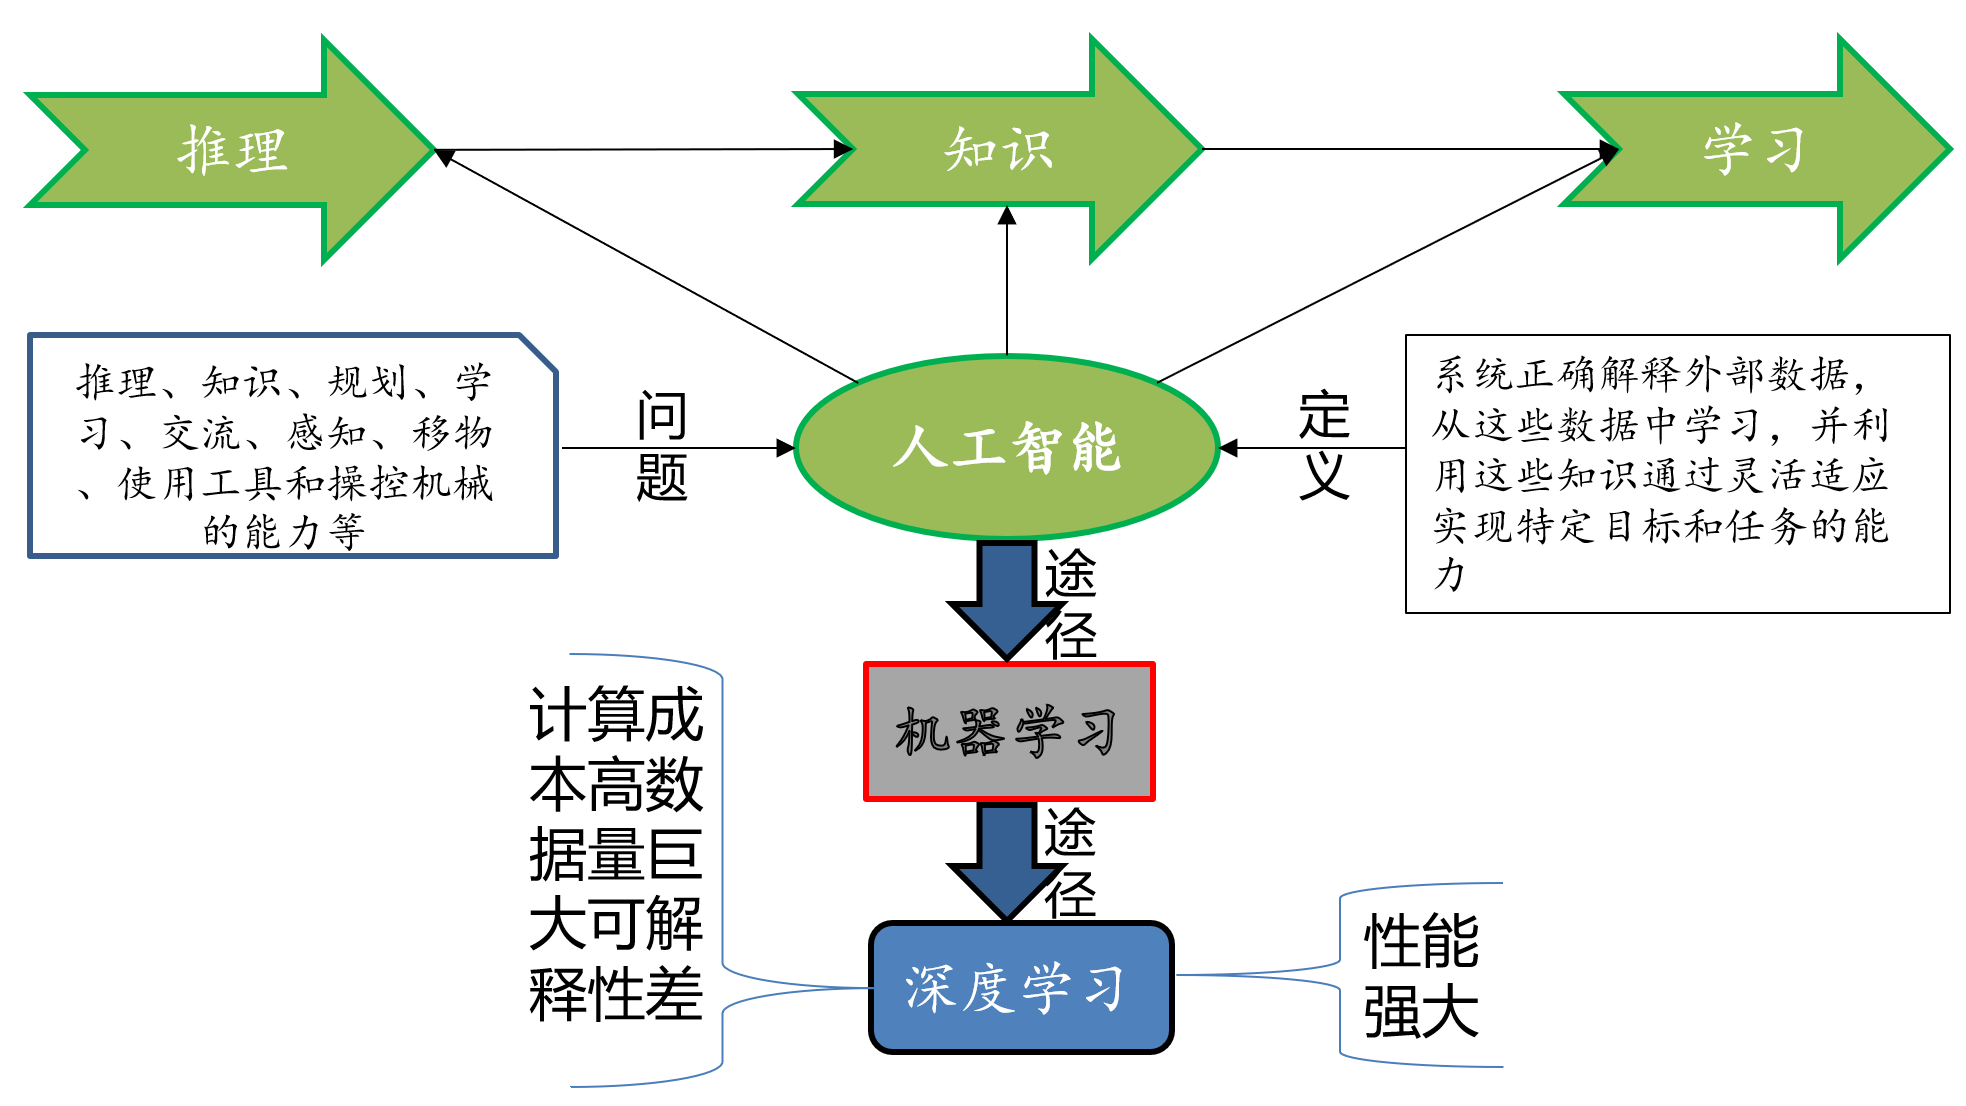 推理
知识
学习
推理、知识、规划、学
习、交流、感知、移物
、使用工具和操控机械
的能力等
问
题
人工智能
定
义
系统正确解释外部数据，
从这些数据中学习，并利
用这些知识通过灵活适应
实现特定目标和任务的能
力
途
径
机器学习
途
径
计算成
本高数
据量巨
大可解
释性差
深度学习
性能
强大